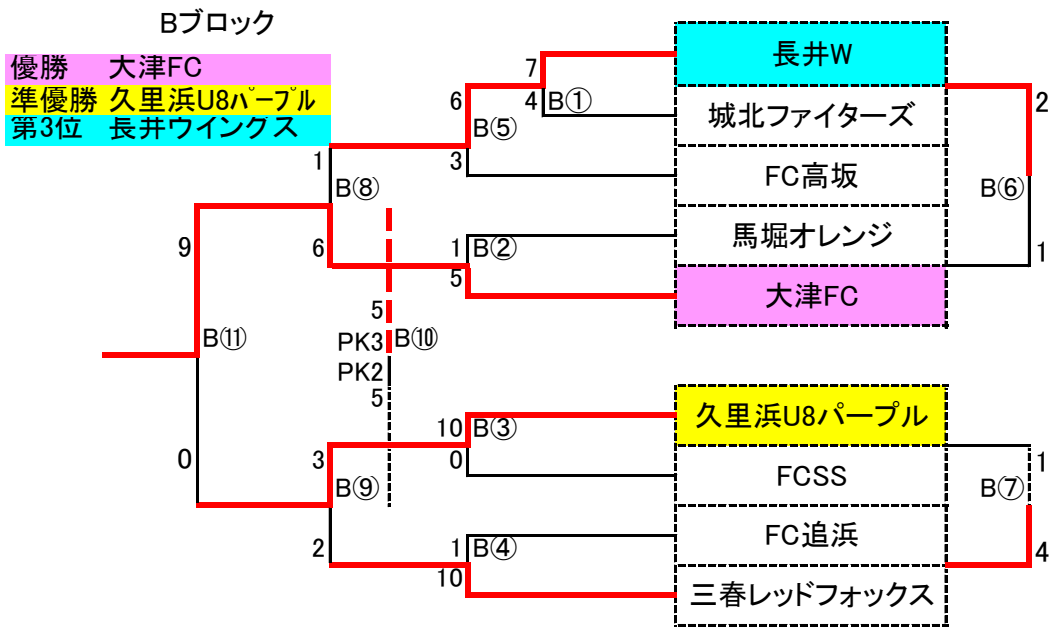 Bブロック
優勝 大津FC
準優勝 久里浜U8パープル
第3位 長井ウイングス
長井W
城北ファイターズ
FC高坂
馬堀オレンジ
大津FC
久里浜U8パープル
FCSS
FC追浜
三春レッドフォックス
7
4 B①
6
B⑤
3
1
B⑧
6
1 B②
5
9
B⑪
0
5
PK3 B⑩
PK2
5
10 B③
0
3
B⑨
2
1 B④
10
2
B⑥
1
1
B⑦
4